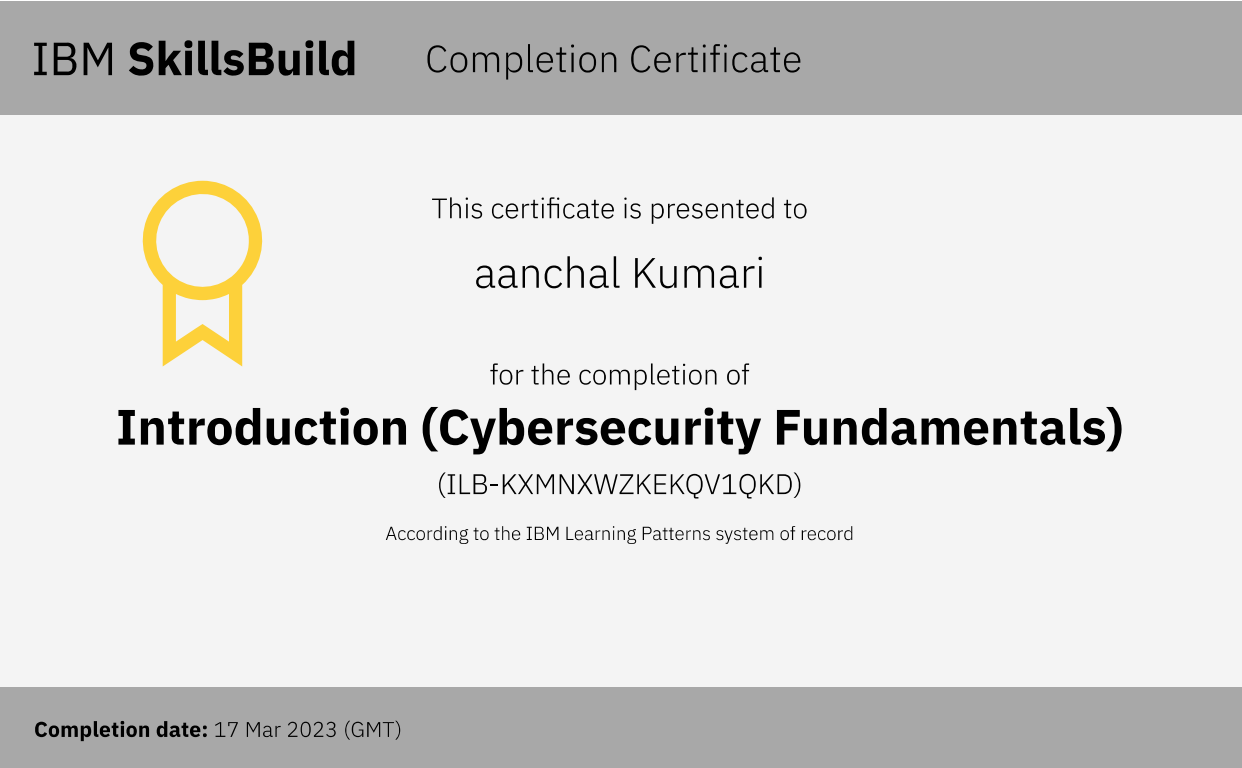 IBM SkillsBuild Completion Certificate
This certificate is presented to
aanchal Kumari
for the completion of
Introduction (Cybersecurity Fundamentals)
(ILB-KXMNXWZKEKQV1QKD)
According to the IBM Learning Patterns system of record
Completion date: 17 Mar 2023 (GMT)